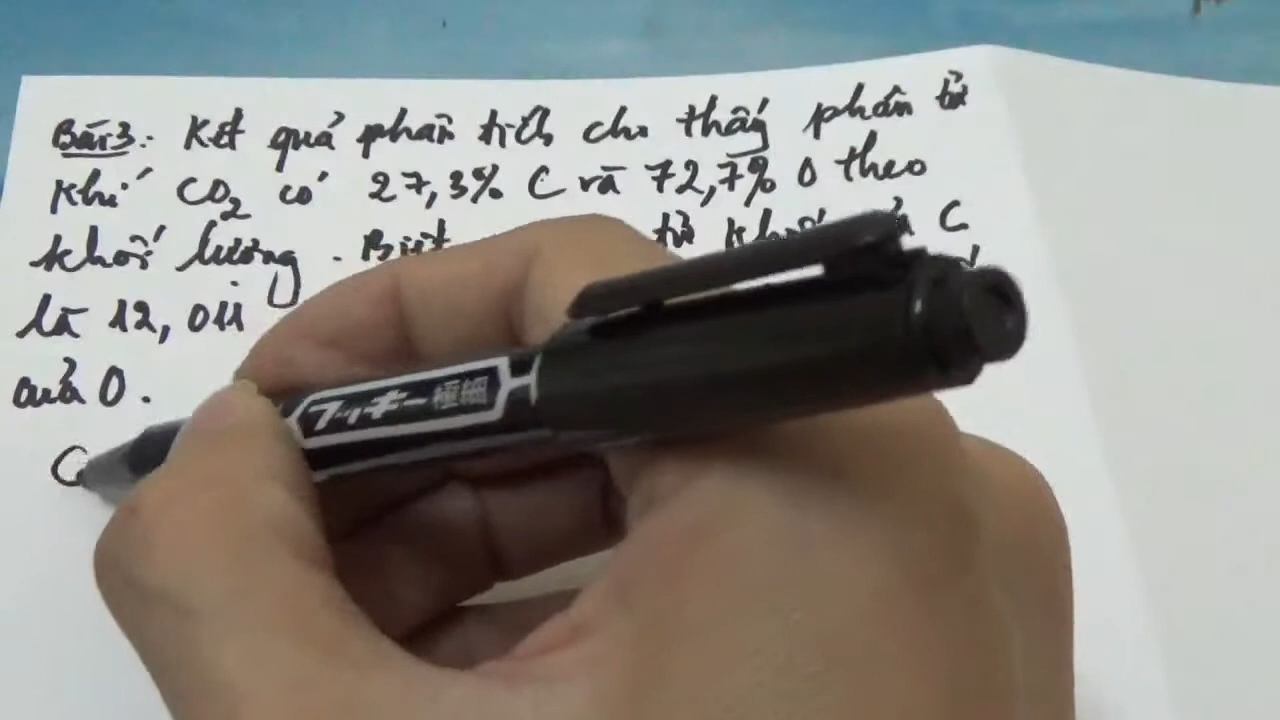 Bài 3: Kết quả phân tích cho thấy phân tử
khí CO2 có 27,3% C và 72,7% O theo
khối lượng. Biết tử C
là 12,011
của O.
C
フッキー 極細